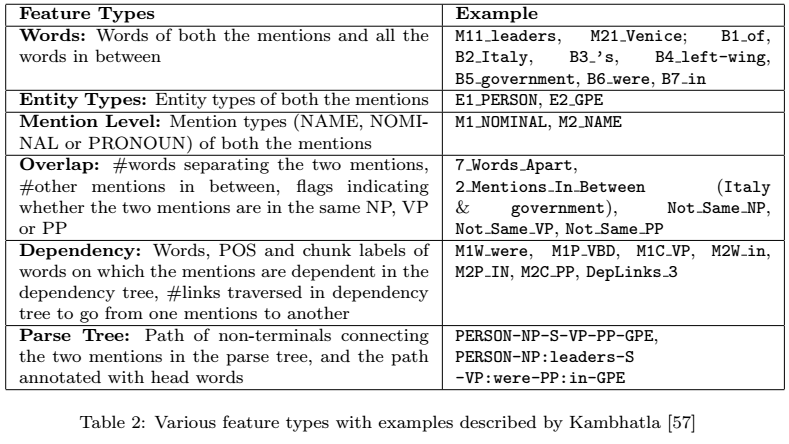 Feature Types
Example
Words: Words of both the mentions and all the
words in between
M11_leaders, M21_Venice; B1_of,
B2_Italy, B3_'s, B4_left-wing,
B5_government, B6_were, B7_in
Entity Types: Entity types of both the mentions
E1_PERSON, E2_GPE
Mention Level: Mention types (NAME, NOMI-
NAL or PRONOUN) of both the mentions
M1_NOMINAL, M2_NAME
Overlap: #words separating the two mentions,
#other mentions in between, flags indicating
whether the two mentions are in the same NP, VP
or PP
7_Words_Apart,
2_Mentions_In_Between (Italy
& government), Not_Same_NP,
Not_Same_VP, Not_Same_PP
Dependency: Words, POS and chunk labels of
words on which the mentions are dependent in the
dependency tree, #links traversed in dependency
tree to go from one mentions to another
M1W_were, M1P_VBD, M1C_VP, M2W_in,
M2P_IN, M2C_PP, DepLinks_3
Parse Tree: Path of non-terminals connecting
the two mentions in the parse tree, and the path
annotated with head words
PERSON-NP-S-VP-PP-GPE,
PERSON-NP:leaders-S
-VP:were-PP:in-GPE
Table 2: Various feature types with examples described by Kambhatla [57]